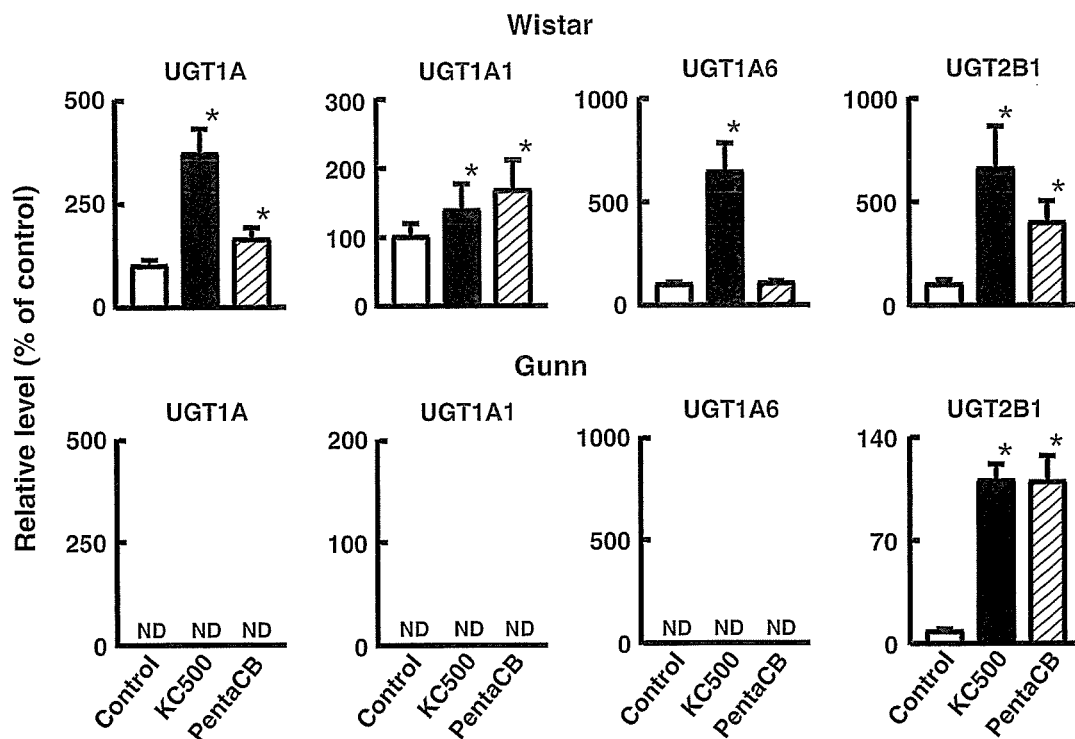 Wistar
UGT1A UGT1A1 UGT1A6 UGT2B1
500 300 1000 1000
* * * * * * *
200
250 500 500
100
0 0 0 0
Relative level (% of control)
Gunn
UGT1A UGT1A1 UGT1A6 UGT2B1
500 200 1000 140
* *
250 100 500 70
ND ND ND ND ND ND ND ND ND
0 0 0 0
Control KC500 PentaCB Control KC500 PentaCB Control KC500 PentaCB Control KC500 PentaCB